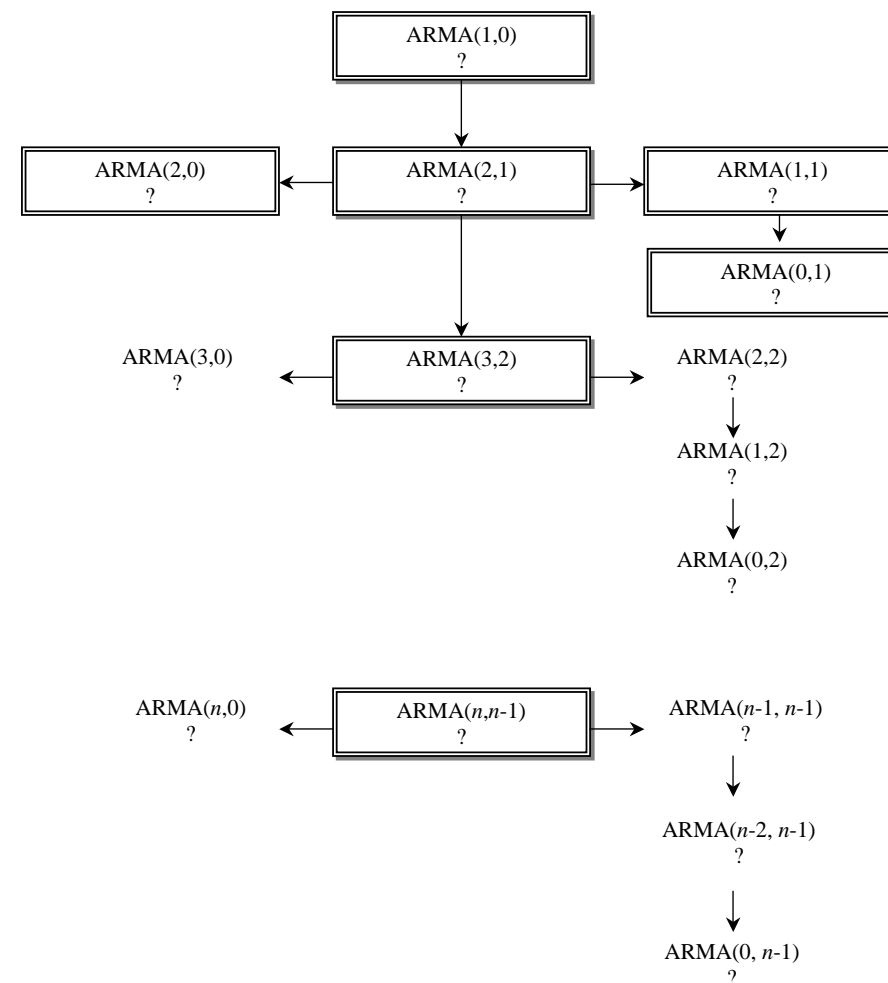 ARMA(1,0)
?
ARMA(2,0)
?
ARMA(2,1)
?
ARMA(1,1)
?
ARMA(0,1)
?
ARMA(3,0)
?
ARMA(3,2)
?
ARMA(2,2)
?
ARMA(1,2)
?
ARMA(0,2)
?
ARMA(n,0)
?
ARMA(n,n-1)
?
ARMA(n-1, n-1)
?
ARMA(n-2, n-1)
?
ARMA(0, n-1)
?